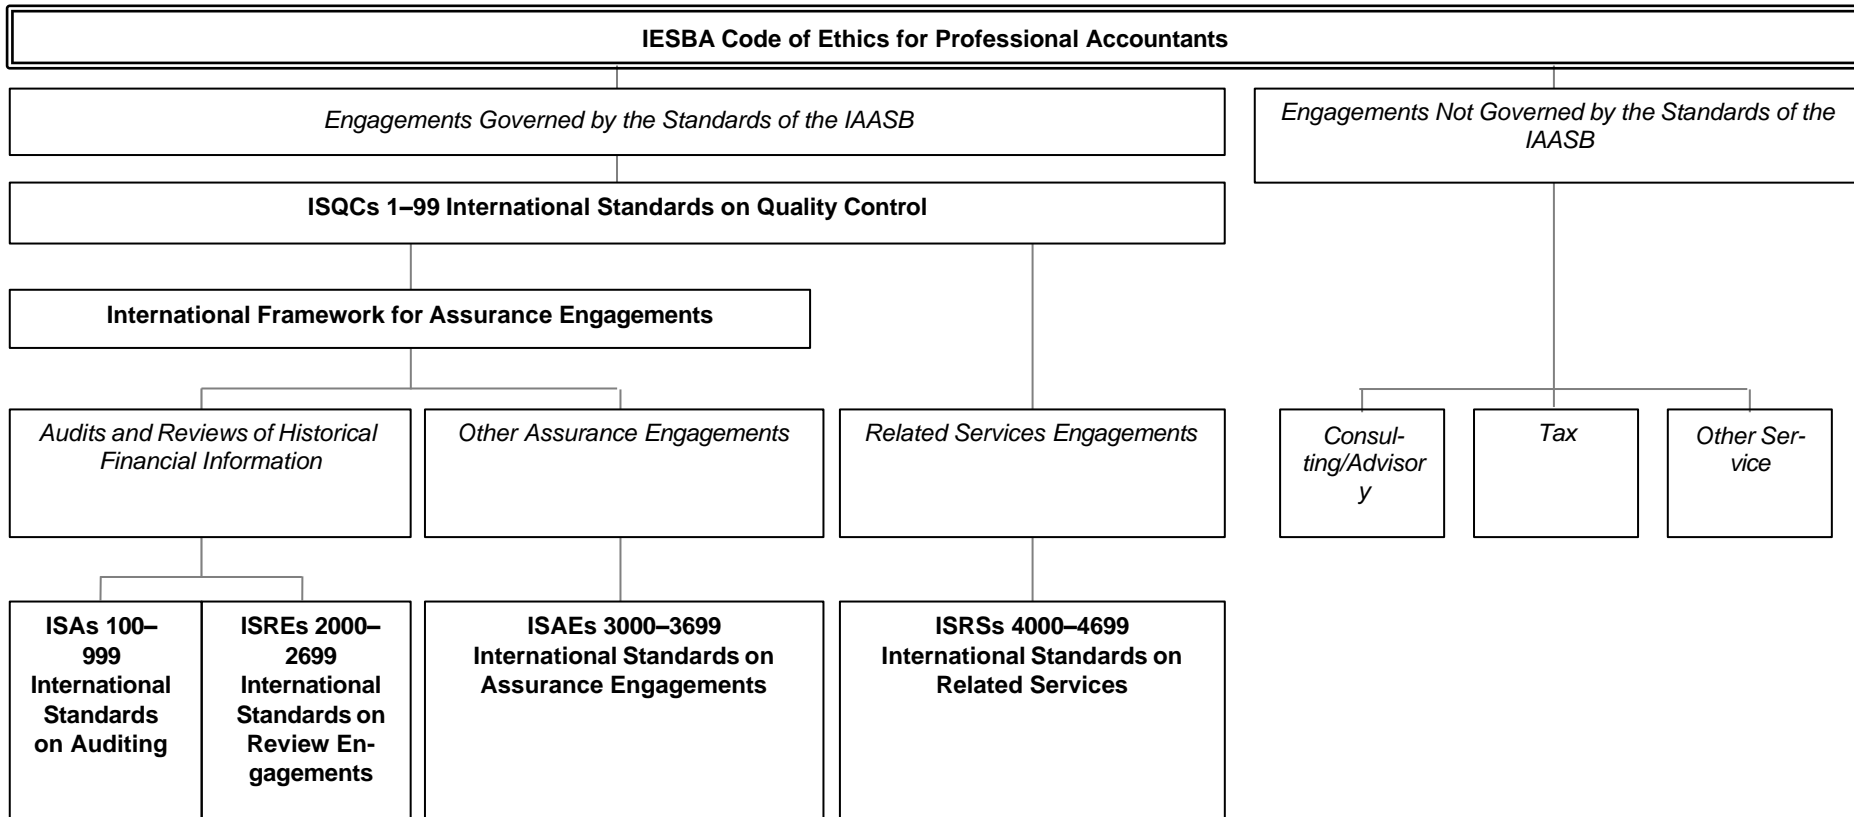 IESBA Code of Ethics for Professional Accountants
Engagements Governed by the Standards of the IAASB
Engagements Not Governed by the Standards of the
IAASB
ISQCs 1–99 International Standards on Quality Control
International Framework for Assurance Engagements
Audits and Reviews of Historical
Financial Information
Other Assurance Engagements
Related Services Engagements
Consul-
ting/Advisor
y
Tax
Other Ser-
vice
ISAs 100–
999
International
Standards
on Auditing
ISREs 2000–
2699
International
Standards on
Review En-
gagements
ISAEs 3000–3699
International Standards on
Assurance Engagements
ISRSs 4000–4699
International Standards on
Related Services